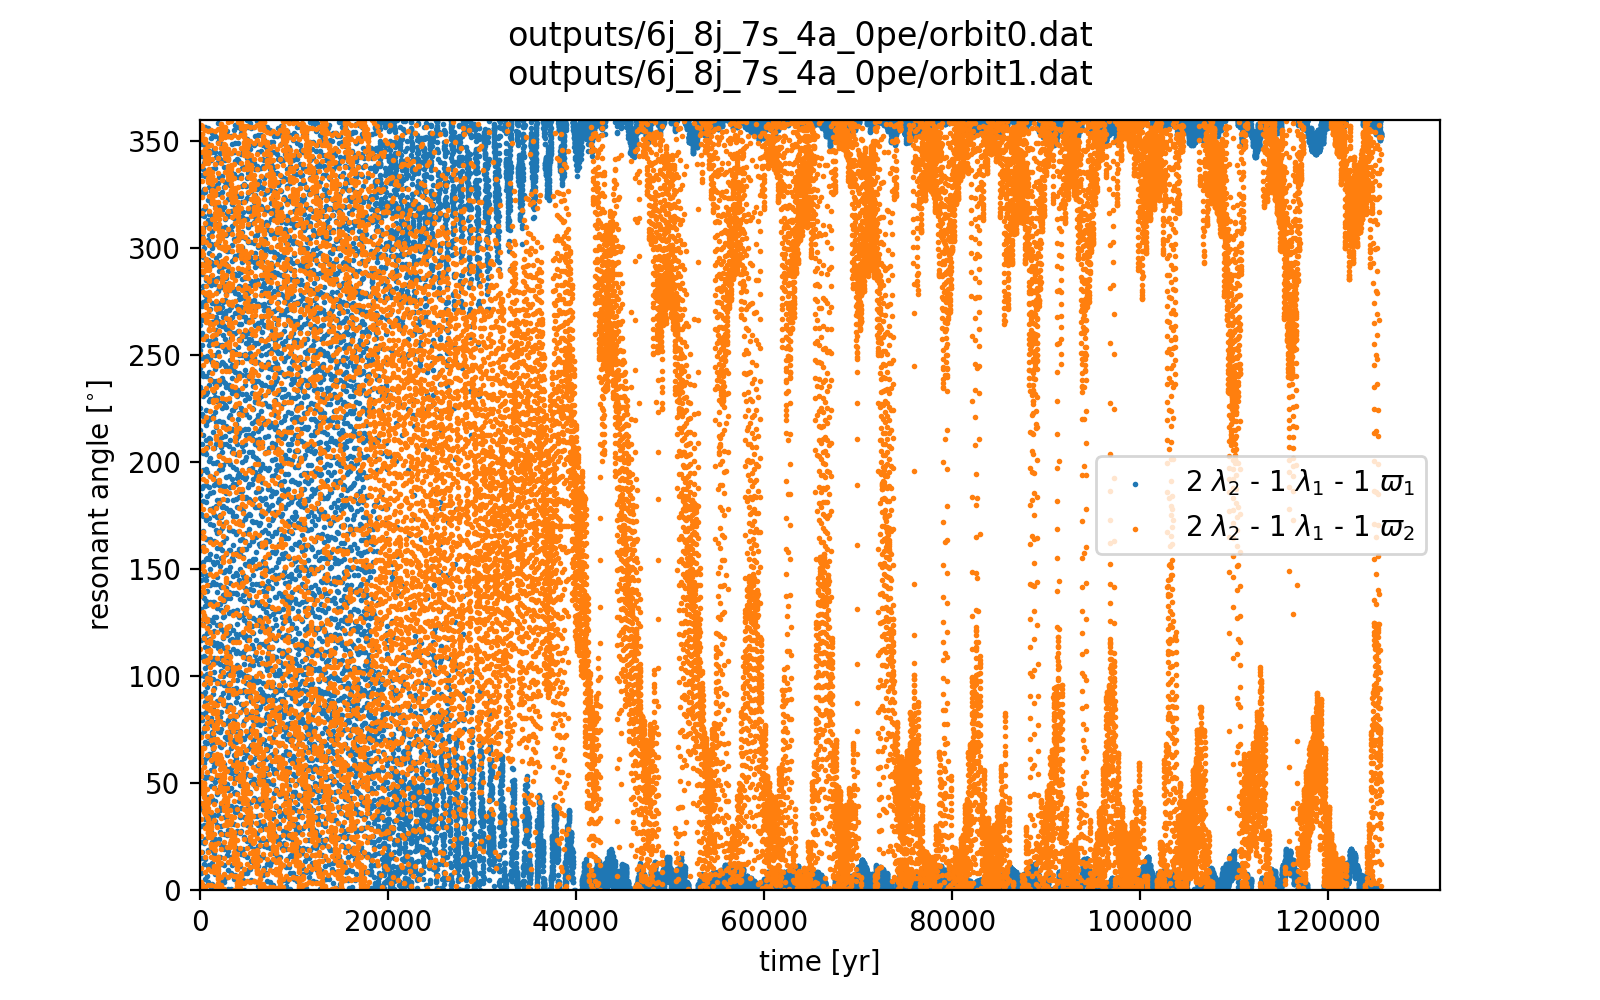 outputs/6j_8j_7s_4a_0pe/orbit0.dat
outputs/6j_8j_7s_4a_0pe/orbit1.dat
350
300
250
200
150
100
50
0
resonant angle [°]
2 λ₂ - 1 λ₁ - 1 ϖ₁
2 λ₂ - 1 λ₁ - 1 ϖ₂
0 20000 40000 60000 80000 100000 120000
time [yr]